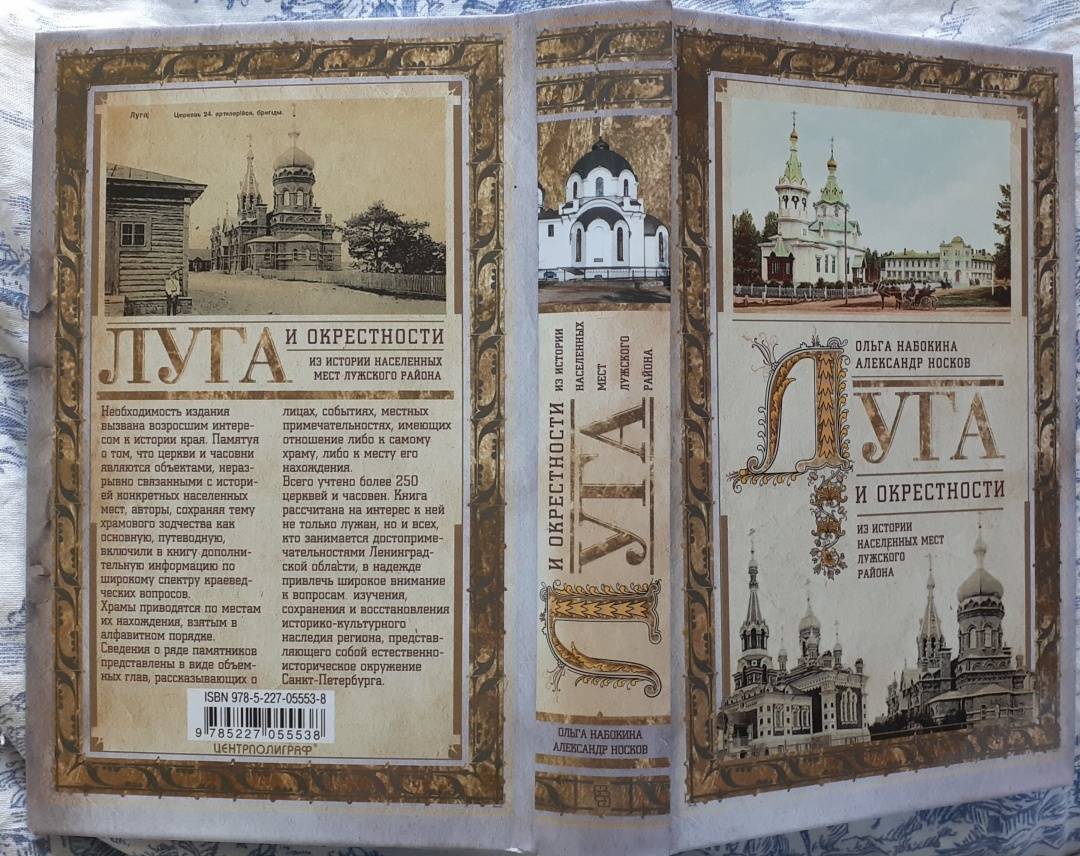 Луга
Церковь 24. артилерійск. бригады.
ЛУГА
И ОКРЕСТНОСТИ
ИЗ ИСТОРИИ НАСЕЛЕННЫХ
МЕСТ ЛУЖСКОГО РАЙОНА
Необходимость издания
вызвана возросшим интере-
сом к истории края. Памятуя
о том, что церкви и часовни
являются объектами, нераз-
рывно связанными с истори-
ей конкретных населенных
мест, авторы, сохраняя тему
храмового зодчества как
основную, путеводную,
включили в книгу дополни-
тельную информацию по
широкому спектру краевед-
ческих вопросов.
Храмы приводятся по местам
их нахождения, взятым в
алфавитном порядке.
Сведения о ряде памятников
представлены в виде объем-
ных глав, рассказывающих о
лицах, событиях, местных
примечательностях, имеющих
отношение либо к самому
храму, либо к месту его
нахождения.
Всего учтено более 250
церквей и часовен. Книга
рассчитана на интерес к ней
не только лужан, но и всех,
кто занимается достоприме-
чательностями Ленинград-
ской области, в надежде
привлечь широкое внимание
к вопросам изучения,
сохранения и восстановления
историко-культурного
наследия региона, представ-
ляющего собой естественно-
историческое окружение
Санкт-Петербурга.
ISBN 978-5-227-05553-8
9 785227 055538
ЦЕНТРПОЛИГРАФ®
ЛУГА
И ОКРЕСТНОСТИ
ИЗ ИСТОРИИ
НАСЕЛЕННЫХ
МЕСТ
ЛУЖСКОГО
РАЙОНА
ОЛЬГА НАБОКИНА
АЛЕКСАНДР НОСКОВ
ОЛЬГА НАБОКИНА
АЛЕКСАНДР НОСКОВ
ЛУГА
И ОКРЕСТНОСТИ
ИЗ ИСТОРИИ
НАСЕЛЕННЫХ МЕСТ
ЛУЖСКОГО
РАЙОНА